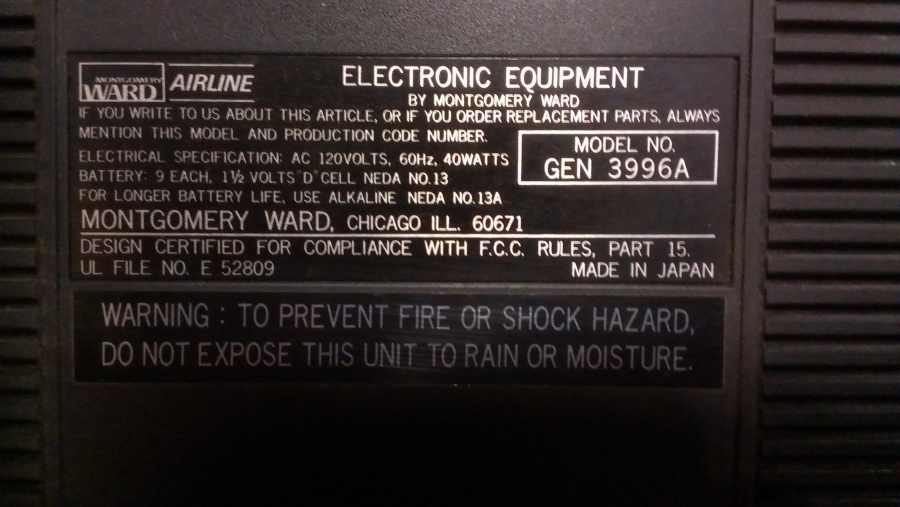 MONTGOMERY
WARD AIRLINE
ELECTRONIC EQUIPMENT
BY MONTGOMERY WARD
IF YOU WRITE TO US ABOUT THIS ARTICLE, OR IF YOU ORDER REPLACEMENT PARTS, ALWAYS
MENTION THIS MODEL AND PRODUCTION CODE NUMBER.
MODEL NO.
GEN 3996A
ELECTRICAL SPECIFICATION: AC 120VOLTS, 60Hz, 40WATTS
BATTERY: 9 EACH, 1½ VOLTS "D" CELL NEDA NO.13
FOR LONGER BATTERY LIFE, USE ALKALINE NEDA NO.13A
MONTGOMERY WARD, CHICAGO ILL. 60671
DESIGN CERTIFIED FOR COMPLIANCE WITH F.C.C. RULES, PART 15.
UL FILE NO. E 52809 MADE IN JAPAN
WARNING : TO PREVENT FIRE OR SHOCK HAZARD,
DO NOT EXPOSE THIS UNIT TO RAIN OR MOISTURE.